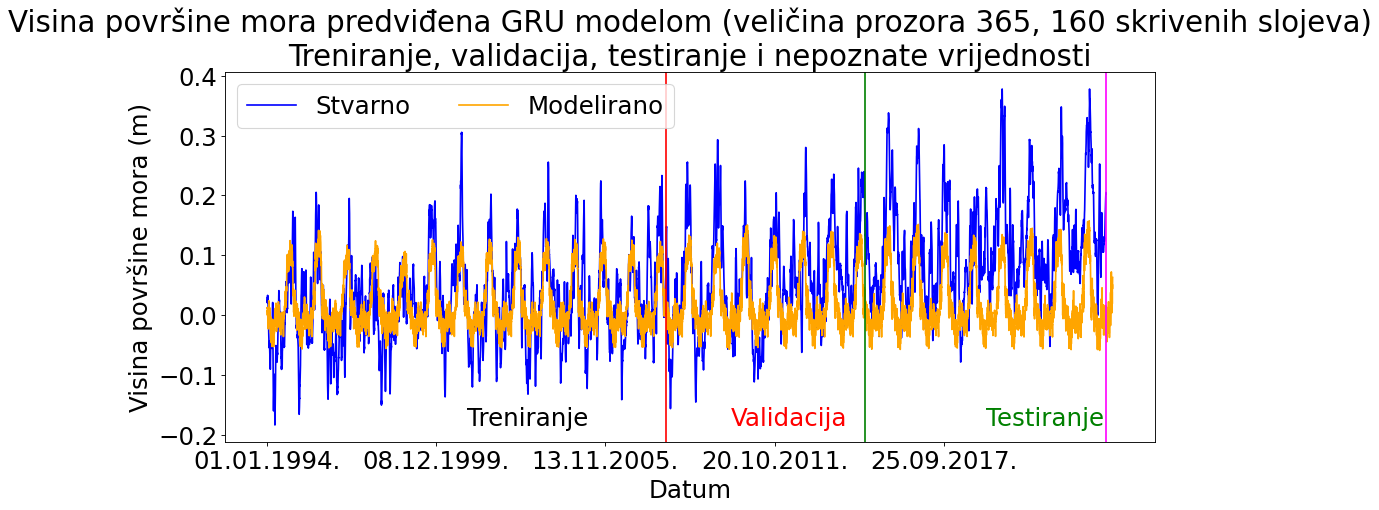 Visina površine mora predviđena GRU modelom (veličina prozora 365, 160 skrivenih slojeva)
Treniranje, validacija, testiranje i nepoznate vrijednosti
Stvarno
Modelirano
Visina površine mora (m)
0.4
0.3
0.2
0.1
0.0
−0.1
−0.2
Treniranje
Validacija
Testiranje
01.01.1994.
08.12.1999.
13.11.2005.
20.10.2011.
25.09.2017.
Datum